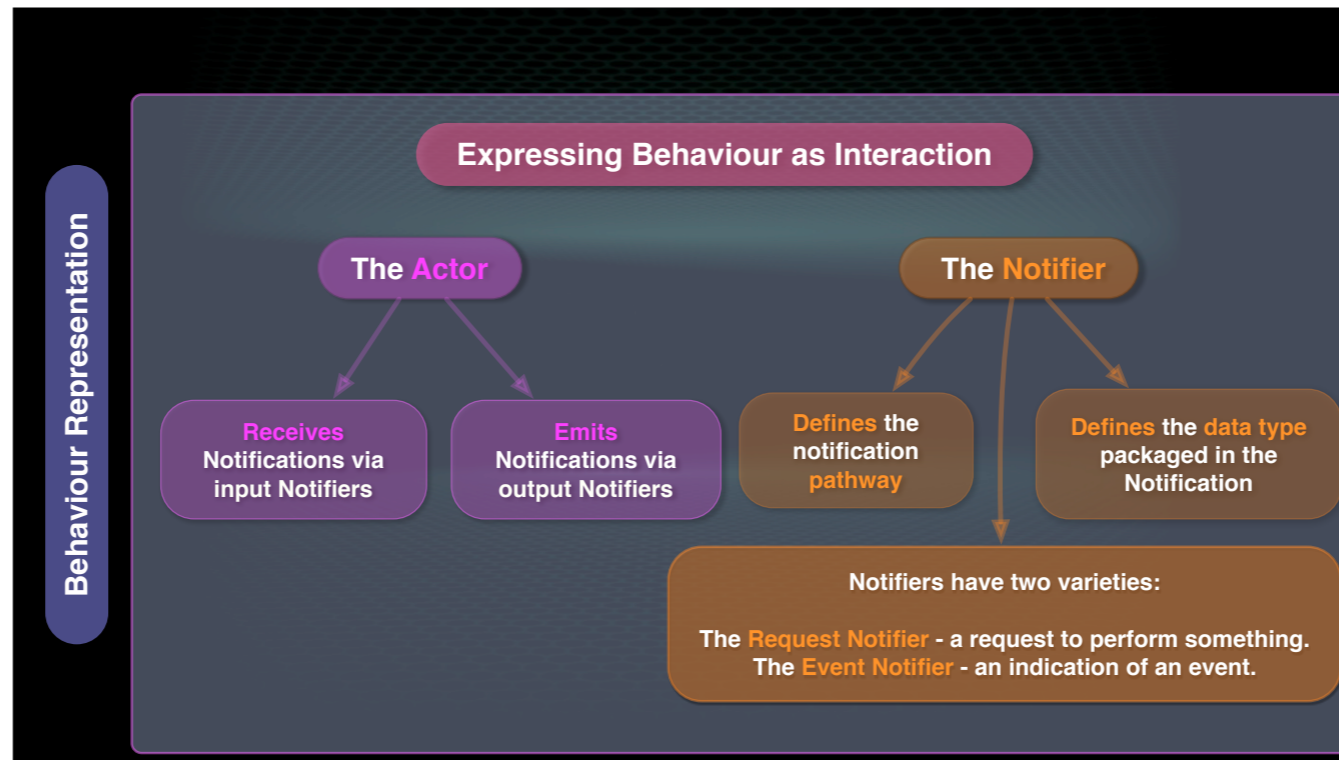 Behaviour Representation
Expressing Behaviour as Interaction
The Actor
Receives
Notifications via
input Notifiers
Emits
Notifications via
output Notifiers
The Notifier
Defines the
notification
pathway
Defines the data type
packaged in the
Notification
Notifiers have two varieties:
The Request Notifier - a request to perform something.
The Event Notifier - an indication of an event.